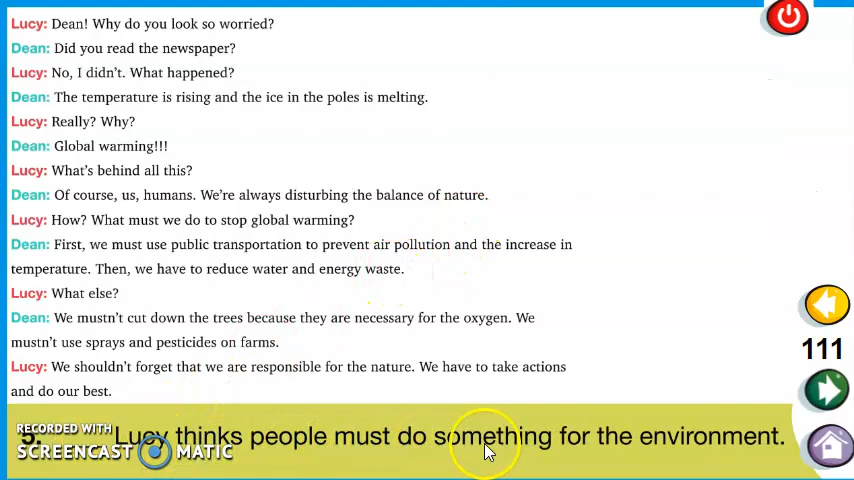 Lucy: Dean! Why do you look so worried?
Dean: Did you read the newspaper?
Lucy: No, I didn't. What happened?
Dean: The temperature is rising and the ice in the poles is melting.
Lucy: Really? Why?
Dean: Global warming!!!
Lucy: What's behind all this?
Dean: Of course, us, humans. We're always disturbing the balance of nature.
Lucy: How? What must we do to stop global warming?
Dean: First, we must use public transportation to prevent air pollution and the increase in
temperature. Then, we have to reduce water and energy waste.
Lucy: What else?
Dean: We mustn't cut down the trees because they are necessary for the oxygen. We
mustn't use sprays and pesticides on farms.
Lucy: We shouldn't forget that we are responsible for the nature. We have to take actions
and do our best.
111
5. Lucy thinks people must do something for the environment.
RECORDED WITH
SCREENCAST MATIC